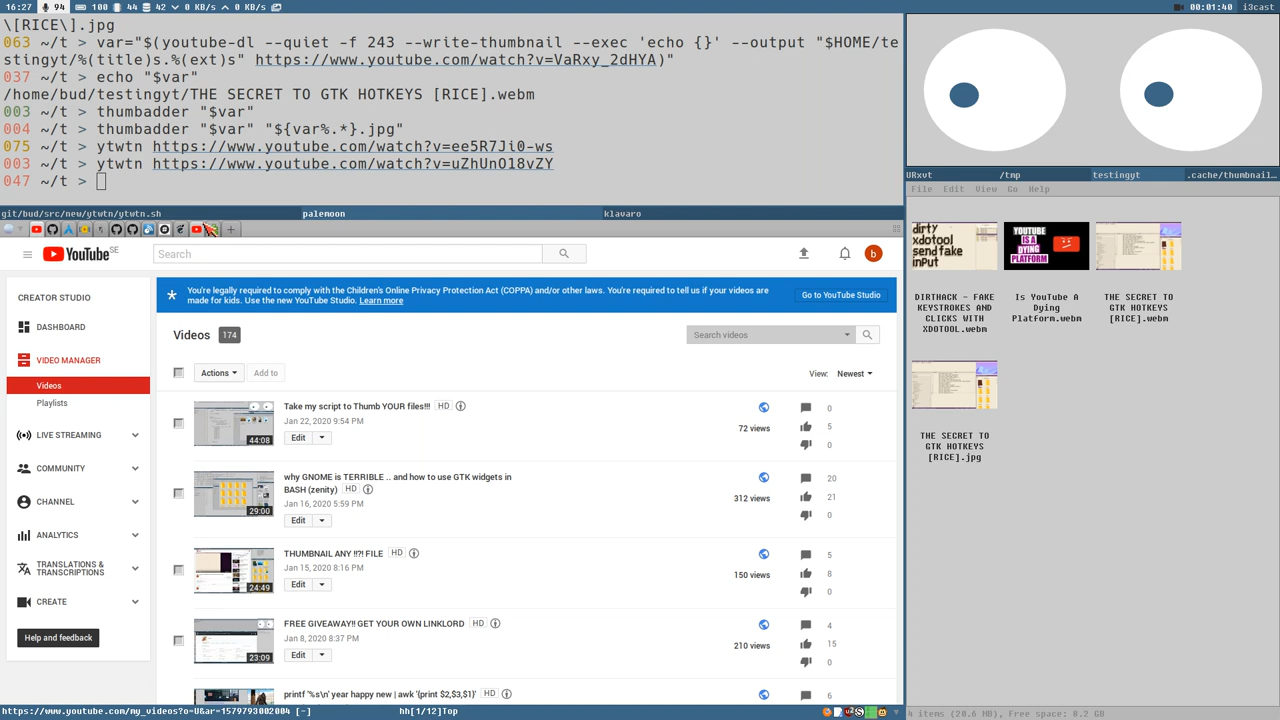 16:27 94 100 44 42 0 KB/s 0 KB/s
00:01:40 i3cast
\[RICE\].jpg
063 ~/t > var="$(youtube-dl --quiet -f 243 --write-thumbnail --exec 'echo {}' --output "$HOME/te
stingyt/%(title)s.%(ext)s" https://www.youtube.com/watch?v=VaRxy_2dHYA)"
037 ~/t > echo "$var"
/home/bud/testingyt/THE SECRET TO GTK HOTKEYS [RICE].webm
003 ~/t > thumbadder "$var"
004 ~/t > thumbadder "$var" "${var%.*}.jpg"
075 ~/t > ytwtn https://www.youtube.com/watch?v=ee5R7Ji0-ws
003 ~/t > ytwtn https://www.youtube.com/watch?v=uZhUnO18vZY
047 ~/t >
git/bud/src/new/ytwtn/ytwtn.sh palemoon klavaro
YouTube SE
Search
b
CREATOR STUDIO
DASHBOARD
VIDEO MANAGER
Videos
Playlists
LIVE STREAMING
COMMUNITY
CHANNEL
ANALYTICS
TRANSLATIONS &
TRANSCRIPTIONS
CREATE
Help and feedback
You're legally required to comply with the Children's Online Privacy Protection Act (COPPA) and/or other laws. You're required to tell us if your videos are
made for kids. Use the new YouTube Studio. Learn more
Go to YouTube Studio
Videos 174
Search videos
Actions Add to
View: Newest
Take my script to Thumb YOUR files!!! HD
Jan 22, 2020 9:54 PM
Edit
44:08
72 views
0
5
0
why GNOME is TERRIBLE .. and how to use GTK widgets in
BASH (zenity) HD
Jan 16, 2020 5:59 PM
Edit
29:00
312 views
20
21
0
THUMBNAIL ANY !!?! FILE HD
Jan 15, 2020 8:16 PM
Edit
24:49
150 views
5
8
0
FREE GIVEAWAY!! GET YOUR OWN LINKLORD HD
Jan 8, 2020 8:37 PM
Edit
23:09
210 views
4
15
0
printf '%s\n' year happy new | awk '{print $2,$3,$1}' HD
6
https://www.youtube.com/my_videos?o=U&ar=1579793002004 [~] hh[1/12]Top
URxvt /tmp testingyt .cache/thumbnail...
File Edit View Go Help
dirty
xdotool
send fake
inPut
DIRTHACK - FAKE
KEYSTROKES AND
CLICKS WITH
XDOTOOL.webm
YOUTUBE
IS A
DYING
PLATFORM
Is YouTube A
Dying
Platform.webm
THE SECRET TO
GTK HOTKEYS
[RICE].webm
THE SECRET TO
GTK HOTKEYS
[RICE].jpg
4 items (20.6 MB), Free space: 8.2 GB